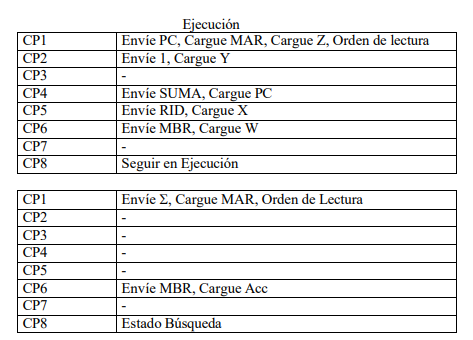 Ejecución
CP1 Envíe PC, Cargue MAR, Cargue Z, Orden de lectura
CP2 Envíe 1, Cargue Y
CP3 -
CP4 Envíe SUMA, Cargue PC
CP5 Envíe RID, Cargue X
CP6 Envíe MBR, Cargue W
CP7 -
CP8 Seguir en Ejecución
CP1 Envíe Σ, Cargue MAR, Orden de Lectura
CP2 -
CP3 -
CP4 -
CP5 -
CP6 Envíe MBR, Cargue Acc
CP7 -
CP8 Estado Búsqueda